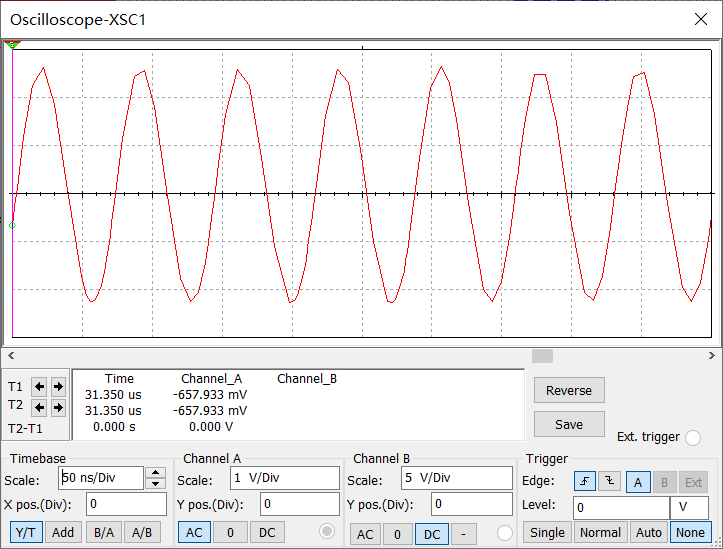 Oscilloscope-XSC1
Time Channel_A Channel_B
T1 31.350 us -657.933 mV
T2 31.350 us -657.933 mV
T2-T1 0.000 s 0.000 V
Reverse
Save
Ext. trigger
Timebase Channel A Channel B Trigger
Scale: 50 ns/Div Scale: 1 V/Div Scale: 5 V/Div Edge: A B Ext
X pos.(Div): 0 Y pos.(Div): 0 Y pos.(Div): 0 Level: 0 V
Y/T Add B/A A/B AC 0 DC AC 0 DC - Single Normal Auto None